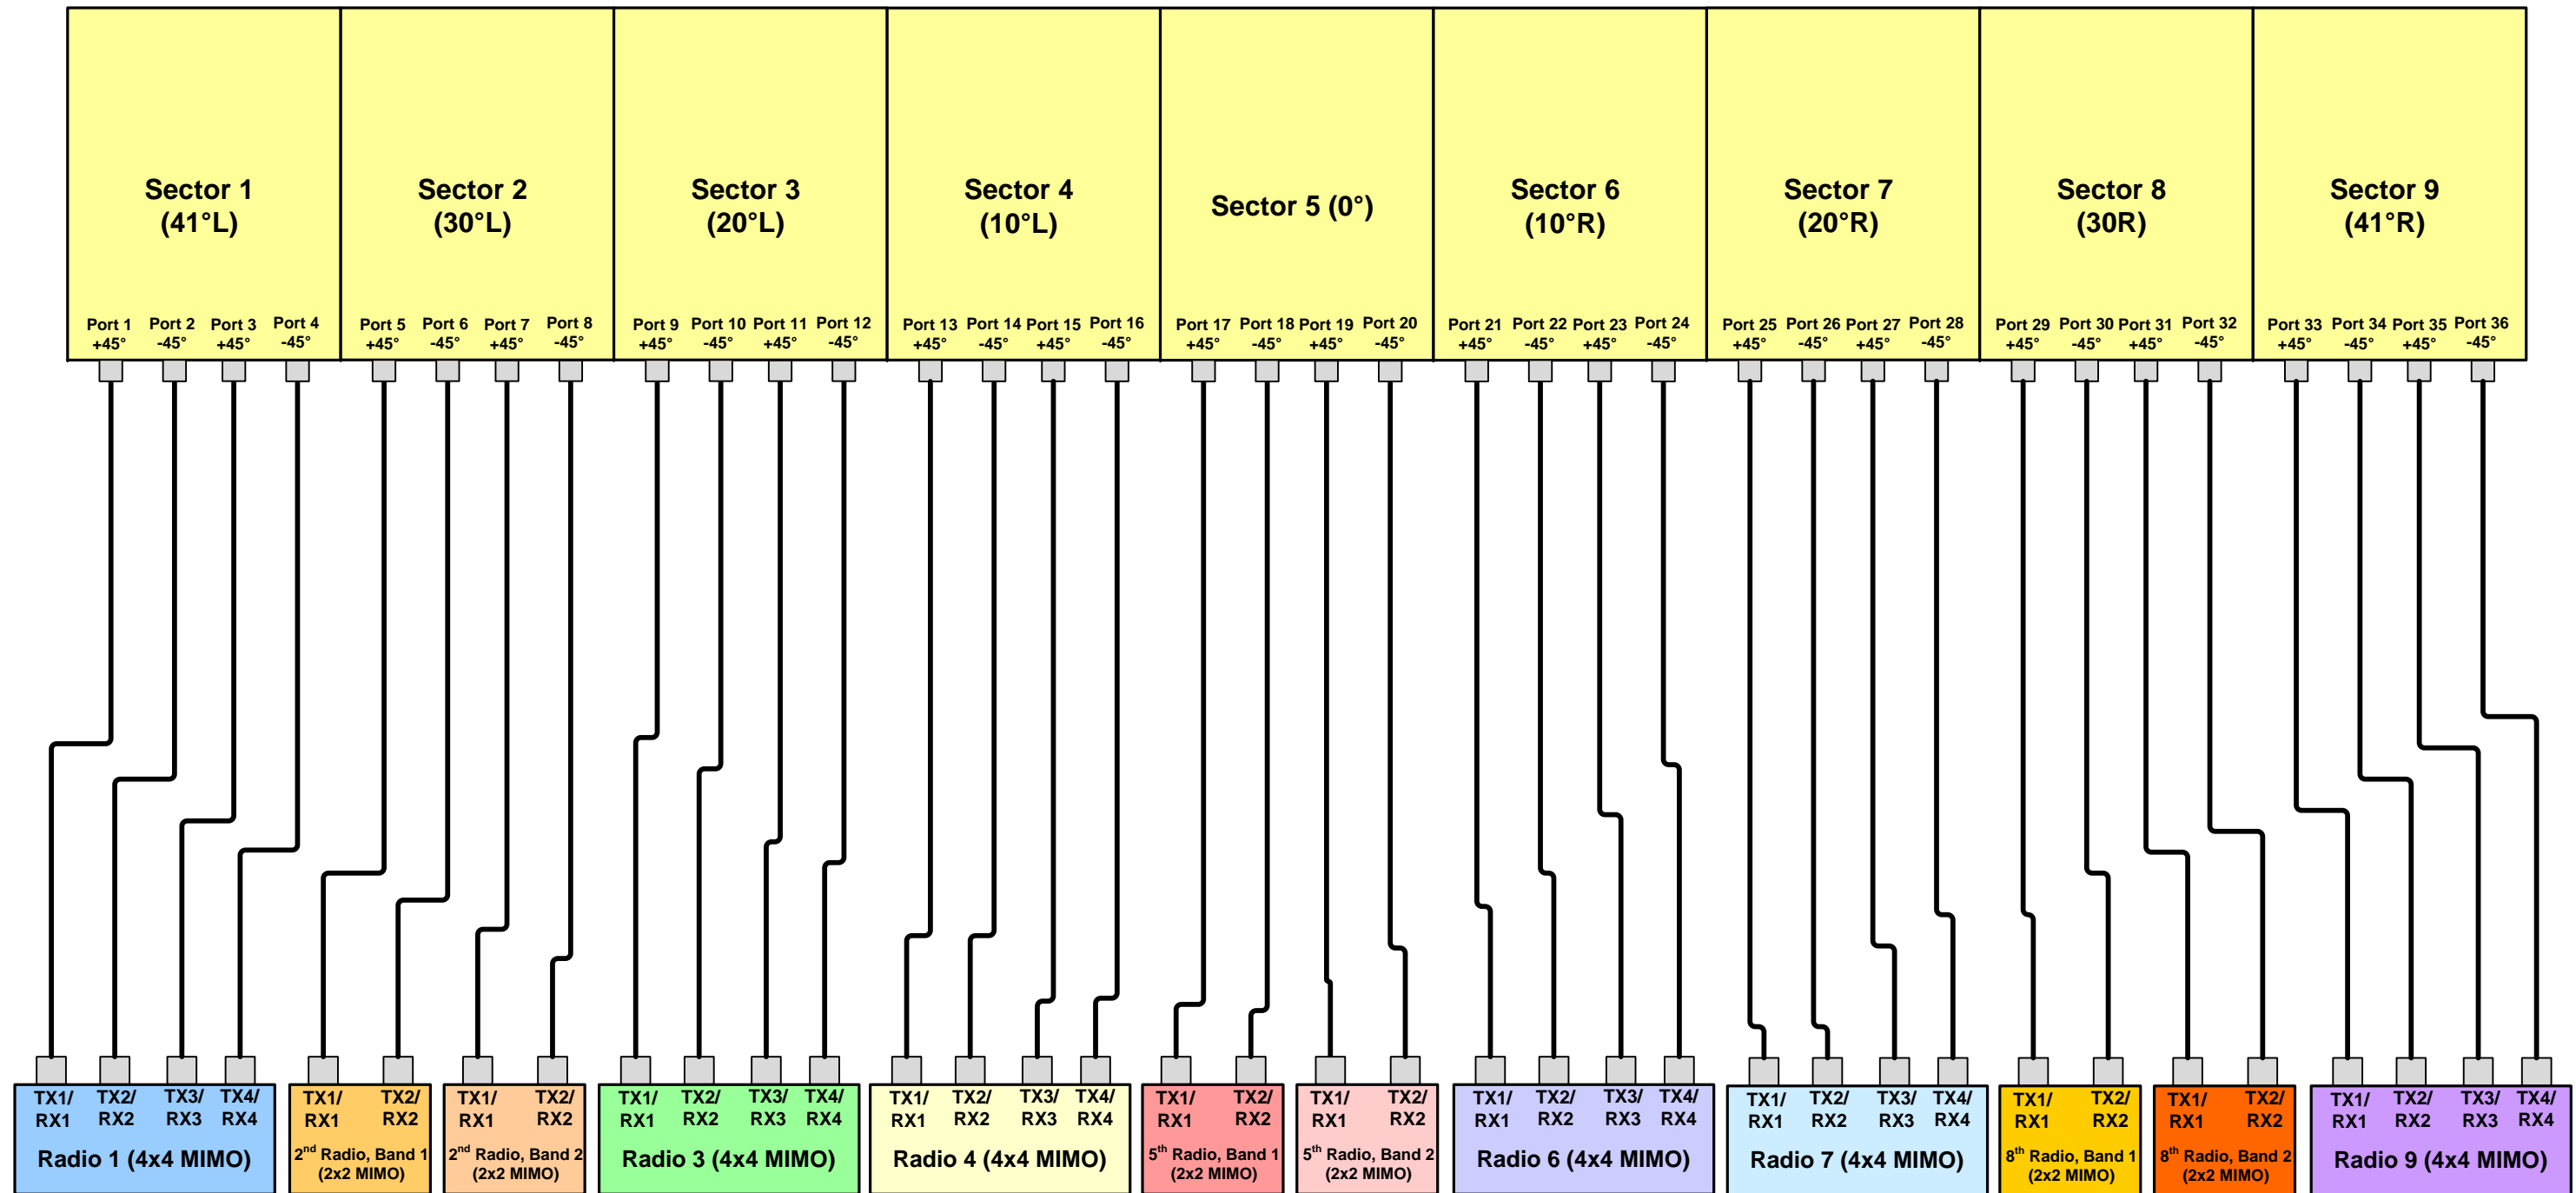 Sector 1
(41°L)
Sector 2
(30°L)
Sector 3
(20°L)
Sector 4
(10°L)
Sector 5 (0°)
Sector 6
(10°R)
Sector 7
(20°R)
Sector 8
(30R)
Sector 9
(41°R)
Port 1
+45°
Port 2
-45°
Port 3
+45°
Port 4
-45°
Port 5
+45°
Port 6
-45°
Port 7
+45°
Port 8
-45°
Port 9
+45°
Port 10
-45°
Port 11
+45°
Port 12
-45°
Port 13
+45°
Port 14
-45°
Port 15
+45°
Port 16
-45°
Port 17
+45°
Port 18
-45°
Port 19
+45°
Port 20
-45°
Port 21
+45°
Port 22
-45°
Port 23
+45°
Port 24
-45°
Port 25
+45°
Port 26
-45°
Port 27
+45°
Port 28
-45°
Port 29
+45°
Port 30
-45°
Port 31
+45°
Port 32
-45°
Port 33
+45°
Port 34
-45°
Port 35
+45°
Port 36
-45°
TX1/
RX1
TX2/
RX2
TX3/
RX3
TX4/
RX4
Radio 1 (4x4 MIMO)
TX1/
RX1
TX2/
RX2
2nd Radio, Band 1
(2x2 MIMO)
TX1/
RX1
TX2/
RX2
2nd Radio, Band 2
(2x2 MIMO)
TX1/
RX1
TX2/
RX2
TX3/
RX3
TX4/
RX4
Radio 3 (4x4 MIMO)
TX1/
RX1
TX2/
RX2
TX3/
RX3
TX4/
RX4
Radio 4 (4x4 MIMO)
TX1/
RX1
TX2/
RX2
5th Radio, Band 1
(2x2 MIMO)
TX1/
RX1
TX2/
RX2
5th Radio, Band 2
(2x2 MIMO)
TX1/
RX1
TX2/
RX2
TX3/
RX3
TX4/
RX4
Radio 6 (4x4 MIMO)
TX1/
RX1
TX2/
RX2
TX3/
RX3
TX4/
RX4
Radio 7 (4x4 MIMO)
TX1/
RX1
TX2/
RX2
8th Radio, Band 1
(2x2 MIMO)
TX1/
RX1
TX2/
RX2
8th Radio, Band 2
(2x2 MIMO)
TX1/
RX1
TX2/
RX2
TX3/
RX3
TX4/
RX4
Radio 9 (4x4 MIMO)